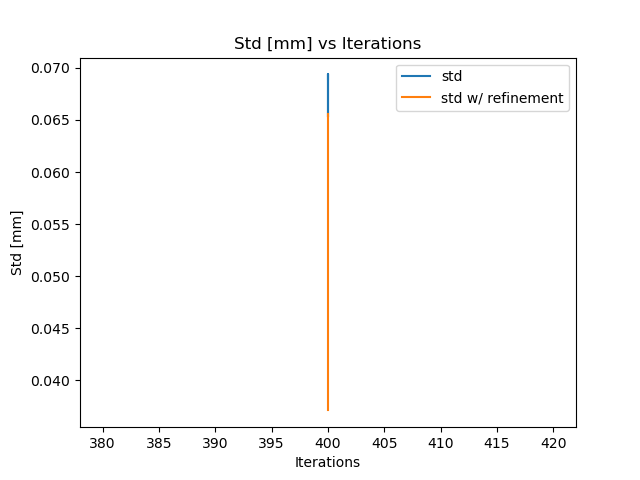 Std [mm] vs Iterations
std
std w/ refinement
0.070
0.065
0.060
0.055
0.050
0.045
0.040
Std [mm]
380 385 390 395 400 405 410 415 420
Iterations